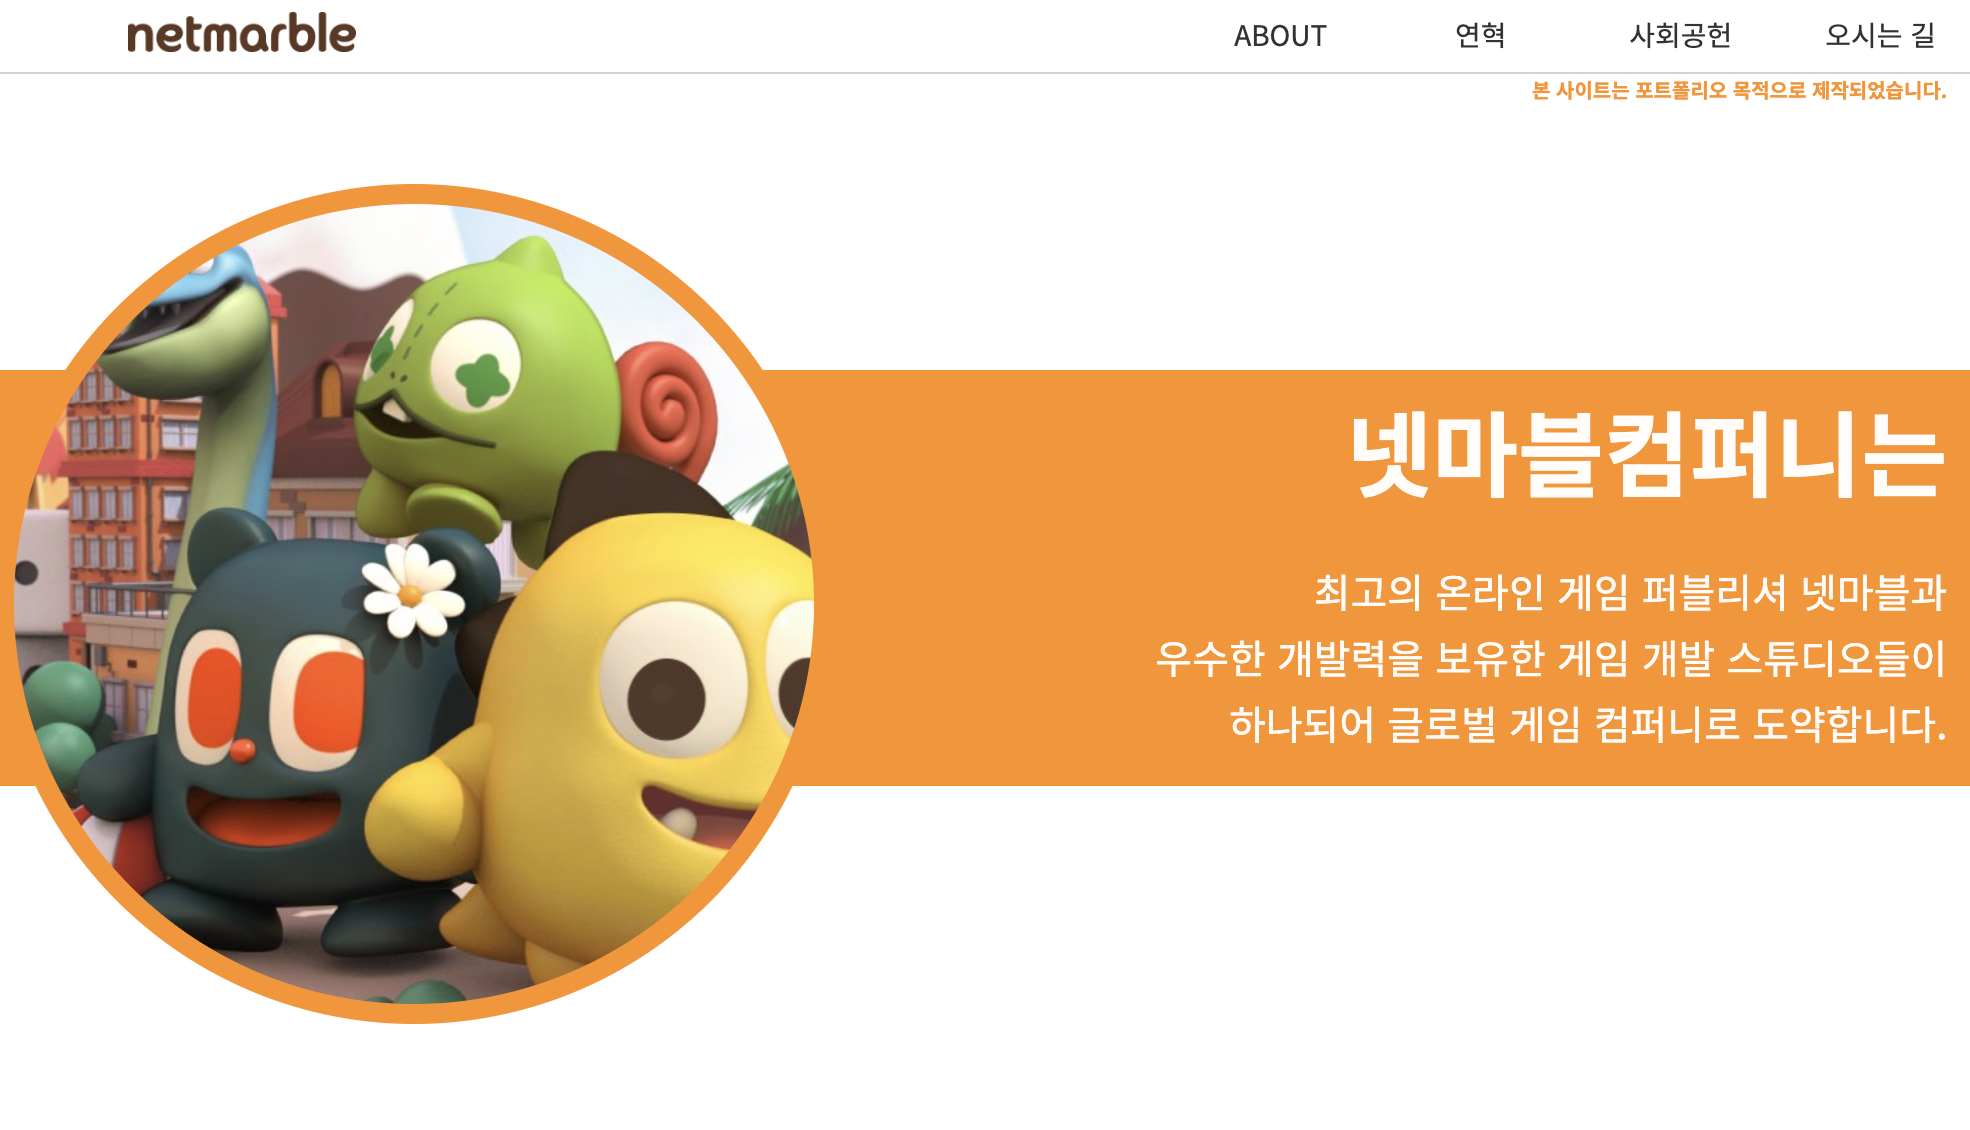 netmarble
ABOUT 연혁 사회공헌 오시는 길
본 사이트는 포트폴리오 목적으로 제작되었습니다.
넷마블컴퍼니는
최고의 온라인 게임 퍼블리셔 넷마블과
우수한 개발력을 보유한 게임 개발 스튜디오들이
하나되어 글로벌 게임 컴퍼니로 도약합니다.